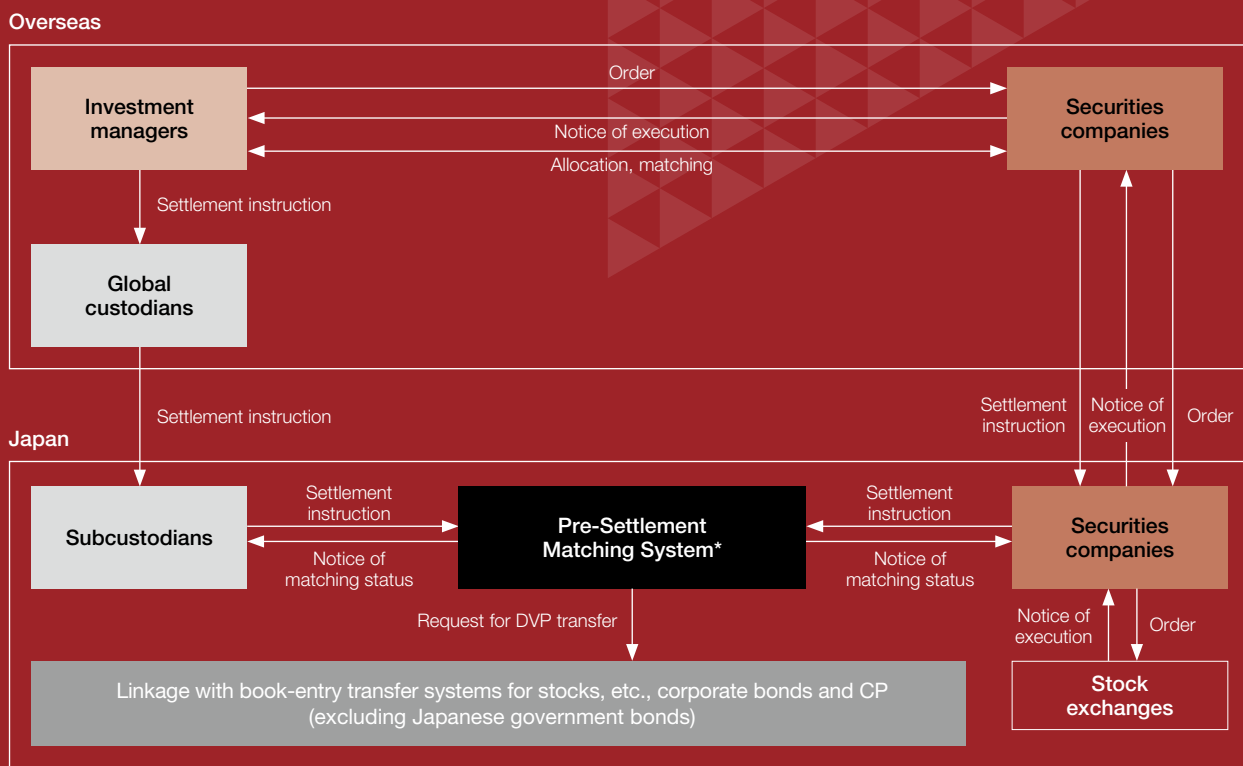 Overseas
Order
Investment
managers
Securities
companies
Notice of execution
Allocation, matching
Settlement instruction
Global
custodians
Settlement instruction
Settlement
instruction
Notice of
execution
Order
Japan
Subcustodians
Settlement
instruction
Notice of
matching status
Pre-Settlement
Matching System*
Settlement
instruction
Notice of
matching status
Securities
companies
Request for DVP transfer
Notice of
execution
Order
Linkage with book-entry transfer systems for stocks, etc., corporate bonds and CP
(excluding Japanese government bonds)
Stock
exchanges